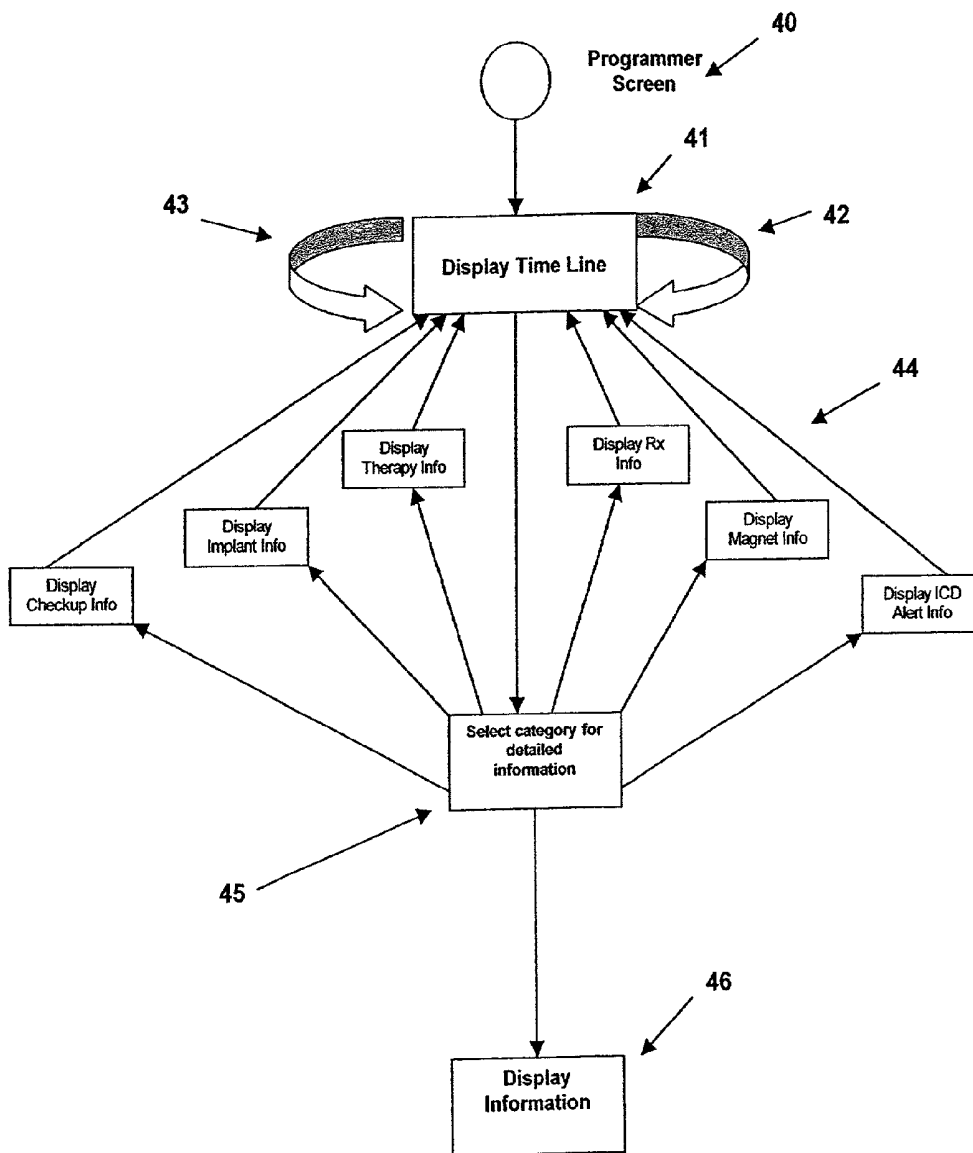 40
Programmer
Screen
41
43
42
Display Time Line
44
Display
Therapy Info
Display Rx
Info
Display
Implant Info
Display
Magnet Info
Display
Checkup Info
Display ICD
Alert Info
Select category for
detailed
information
45
46
Display
Information